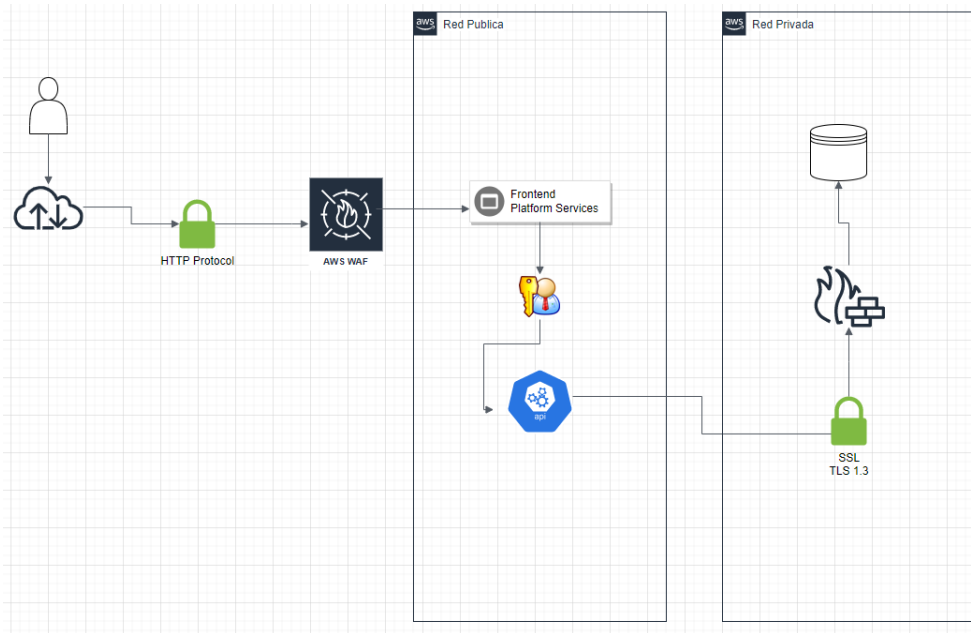 aws Red Publica
aws Red Privada
Frontend
Platform Services
HTTP Protocol
AWS WAF
api
SSL
TLS 1.3